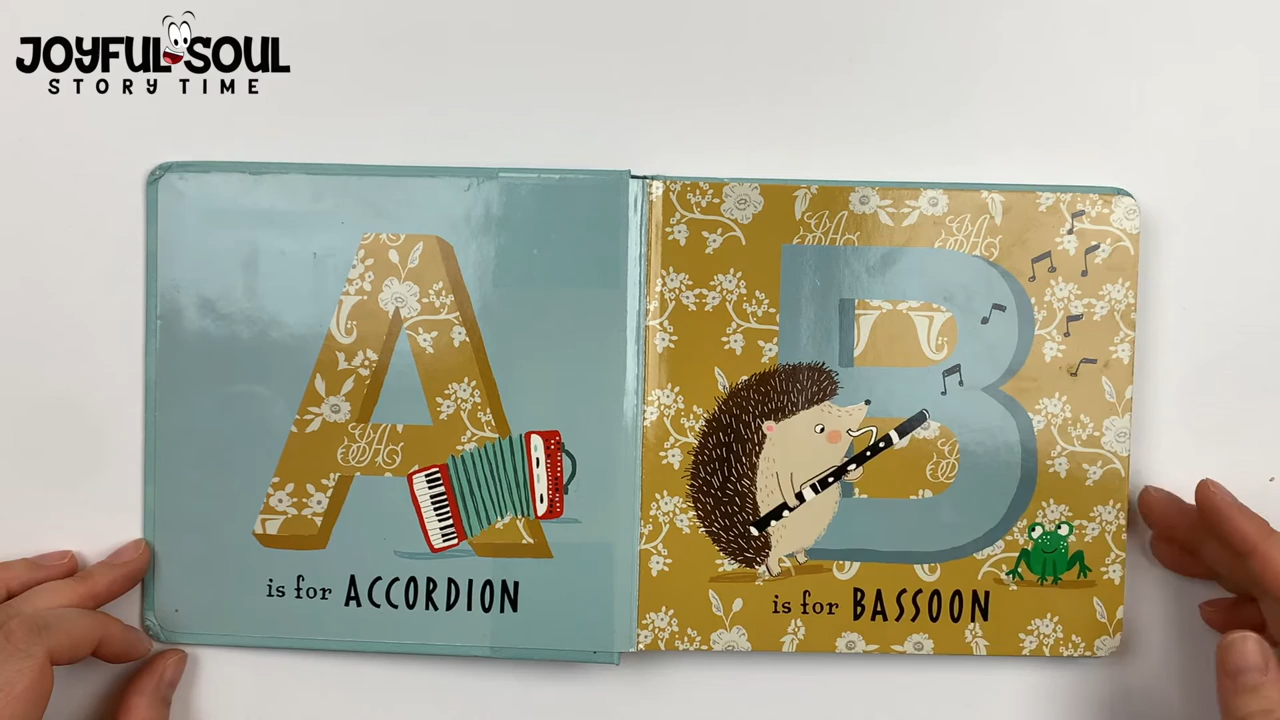 JOYFUL SOUL
STORY TIME
A
is for ACCORDION
B
is for BASSOON